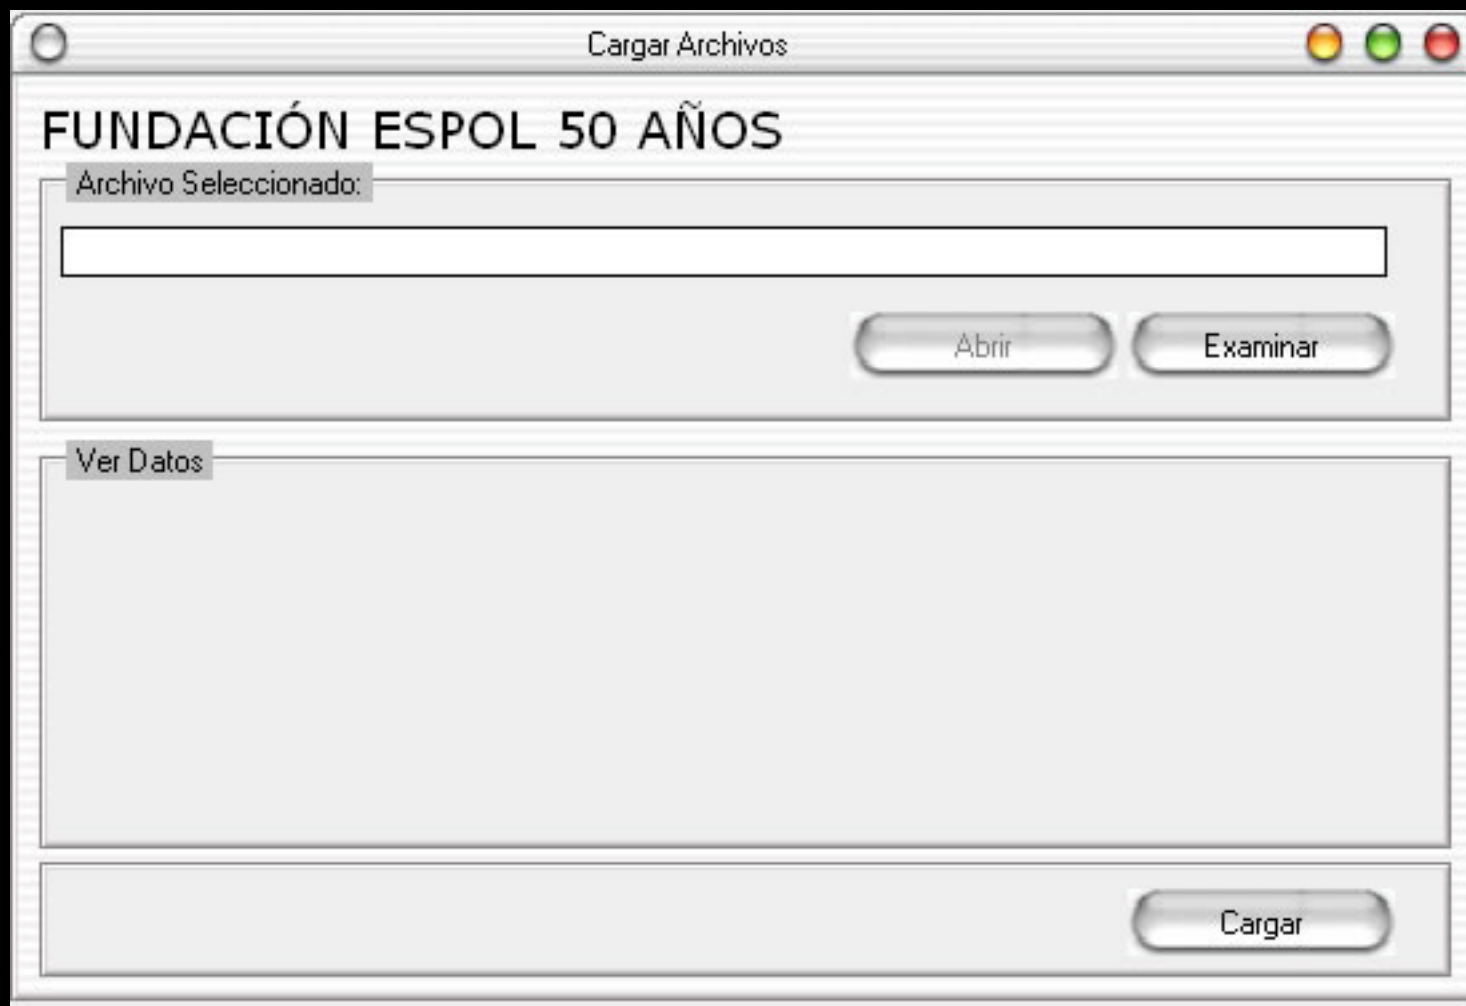 Cargar Archivos
FUNDACIÓN ESPOL 50 AÑOS
Archivo Seleccionado:
Abrir
Examinar
Ver Datos
Cargar